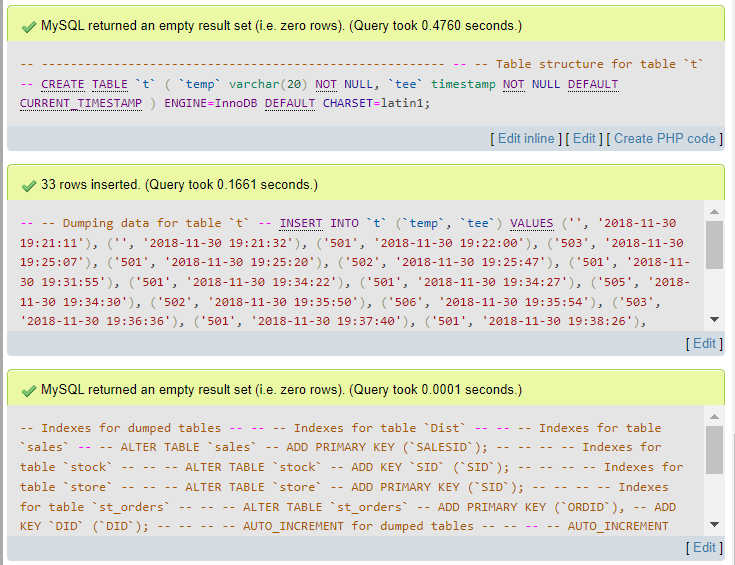 MySQL returned an empty result set (i.e. zero rows). (Query took 0.4760 seconds.)
-- -------------------------------------------------------- -- -- Table structure for table `t`
-- CREATE TABLE `t` ( `temp` varchar(20) NOT NULL, `tee` timestamp NOT NULL DEFAULT
CURRENT_TIMESTAMP ) ENGINE=InnoDB DEFAULT CHARSET=latin1;
[ Edit inline ] [ Edit ] [ Create PHP code ]
33 rows inserted. (Query took 0.1661 seconds.)
-- -- Dumping data for table `t` -- INSERT INTO `t` (`temp`, `tee`) VALUES ('', '2018-11-30
19:21:11'), ('', '2018-11-30 19:21:32'), ('501', '2018-11-30 19:22:00'), ('503', '2018-11-30
19:25:07'), ('501', '2018-11-30 19:25:20'), ('502', '2018-11-30 19:25:47'), ('501', '2018-11-
30 19:31:55'), ('501', '2018-11-30 19:34:22'), ('501', '2018-11-30 19:34:27'), ('505', '2018-
11-30 19:34:30'), ('502', '2018-11-30 19:35:50'), ('506', '2018-11-30 19:35:54'), ('503',
'2018-11-30 19:36:36'), ('501', '2018-11-30 19:37:40'), ('501', '2018-11-30 19:38:26'),
[ Edit ]
MySQL returned an empty result set (i.e. zero rows). (Query took 0.0001 seconds.)
-- Indexes for dumped tables -- -- -- Indexes for table `Dist` -- -- -- Indexes for table
`sales` -- -- ALTER TABLE `sales` -- ADD PRIMARY KEY (`SALESID`); -- -- -- -- Indexes for
table `stock` -- -- -- ALTER TABLE `stock` -- ADD KEY `SID` (`SID`); -- -- -- -- Indexes for
table `store` -- -- ALTER TABLE `store` -- ADD PRIMARY KEY (`SID`); -- -- -- -- Indexes
for table `st_orders` -- -- -- ALTER TABLE `st_orders` -- ADD PRIMARY KEY (`ORDID`), -- ADD
KEY `DID` (`DID`); -- -- -- -- AUTO_INCREMENT for dumped tables -- -- -- -- AUTO_INCREMENT
[ Edit ]